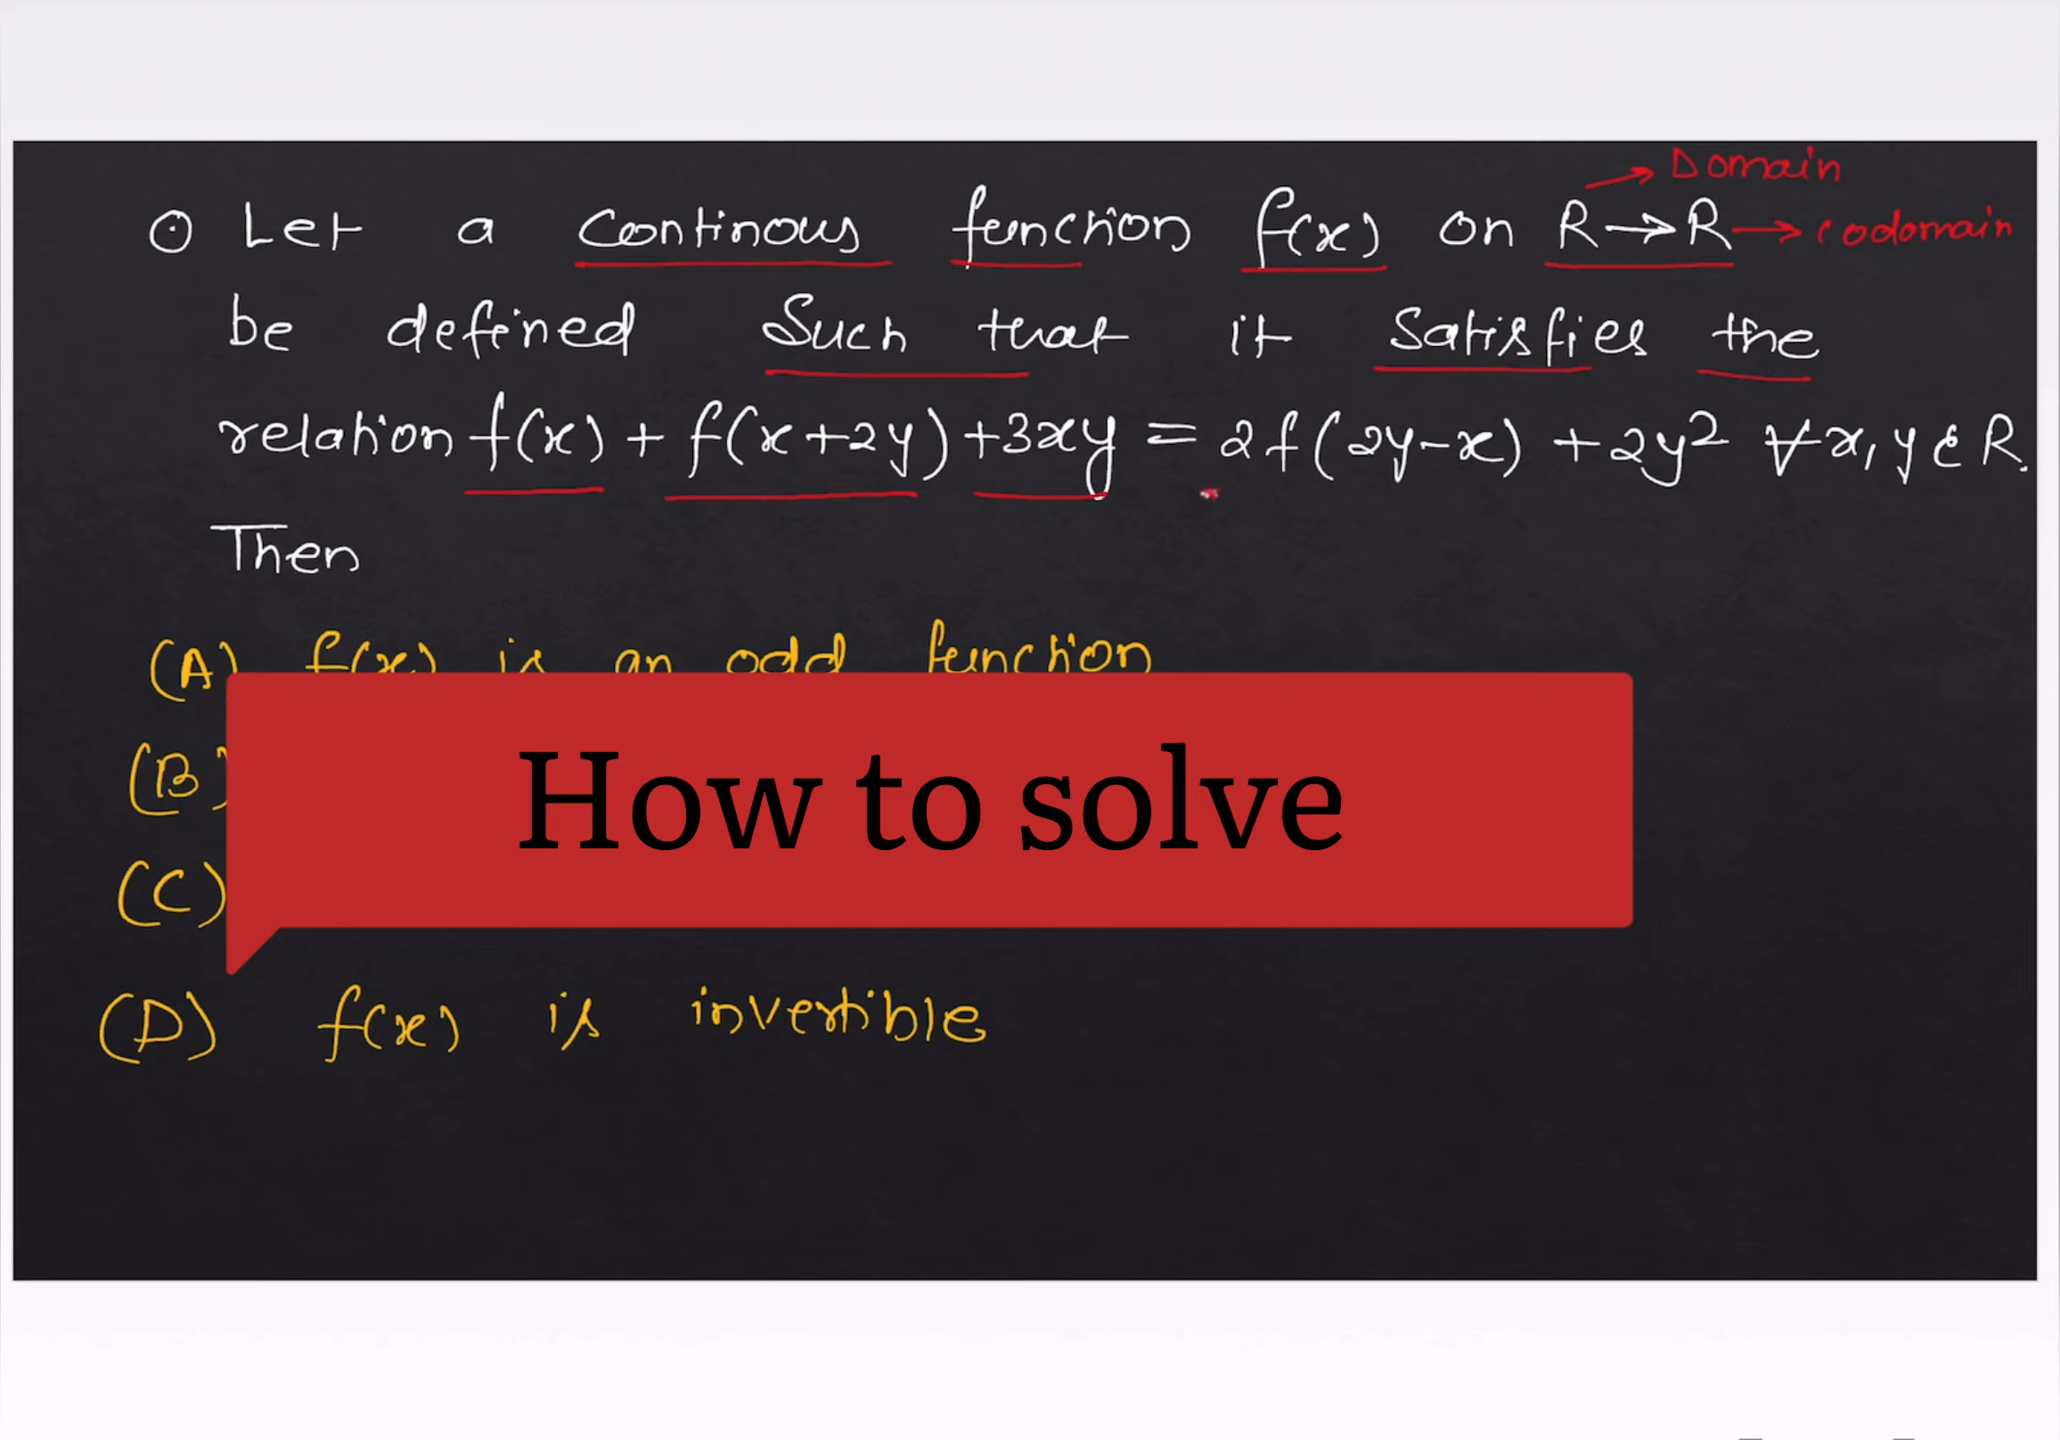 → Domain
⊙ Let a continous function f(x) on R→R → codomain
be defined Such that it satisfies the
relation f(x) + f(x+2y) +3xy = 2f(2y-x) +2y² ∀x,y ∈ R.
Then
(A) f(x) is an odd function
(B)
How to solve
(C)
(D) f(x) is invertible